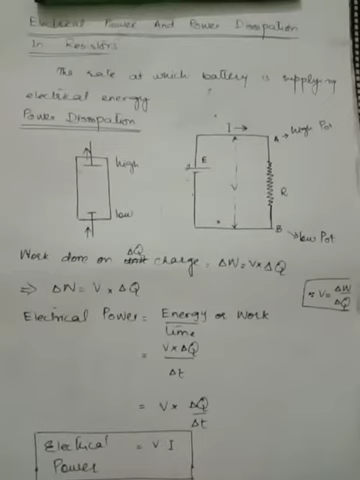 Electrical Power And Power Dissipation
In Resistors
The rate at which battery is supplying
electrical energy
Power Dissipation
high
low
I →
A → high Pot
E
V
R
B → low Pot
Work done on ΔQ charge = ΔW = V × ΔQ
⇒ ΔW = V × ΔQ
∵ V = ΔW/ΔQ
Electrical Power = Energy or Work
time
= V × ΔQ
Δt
= V × ΔQ
Δt
Electrical = V I
Power